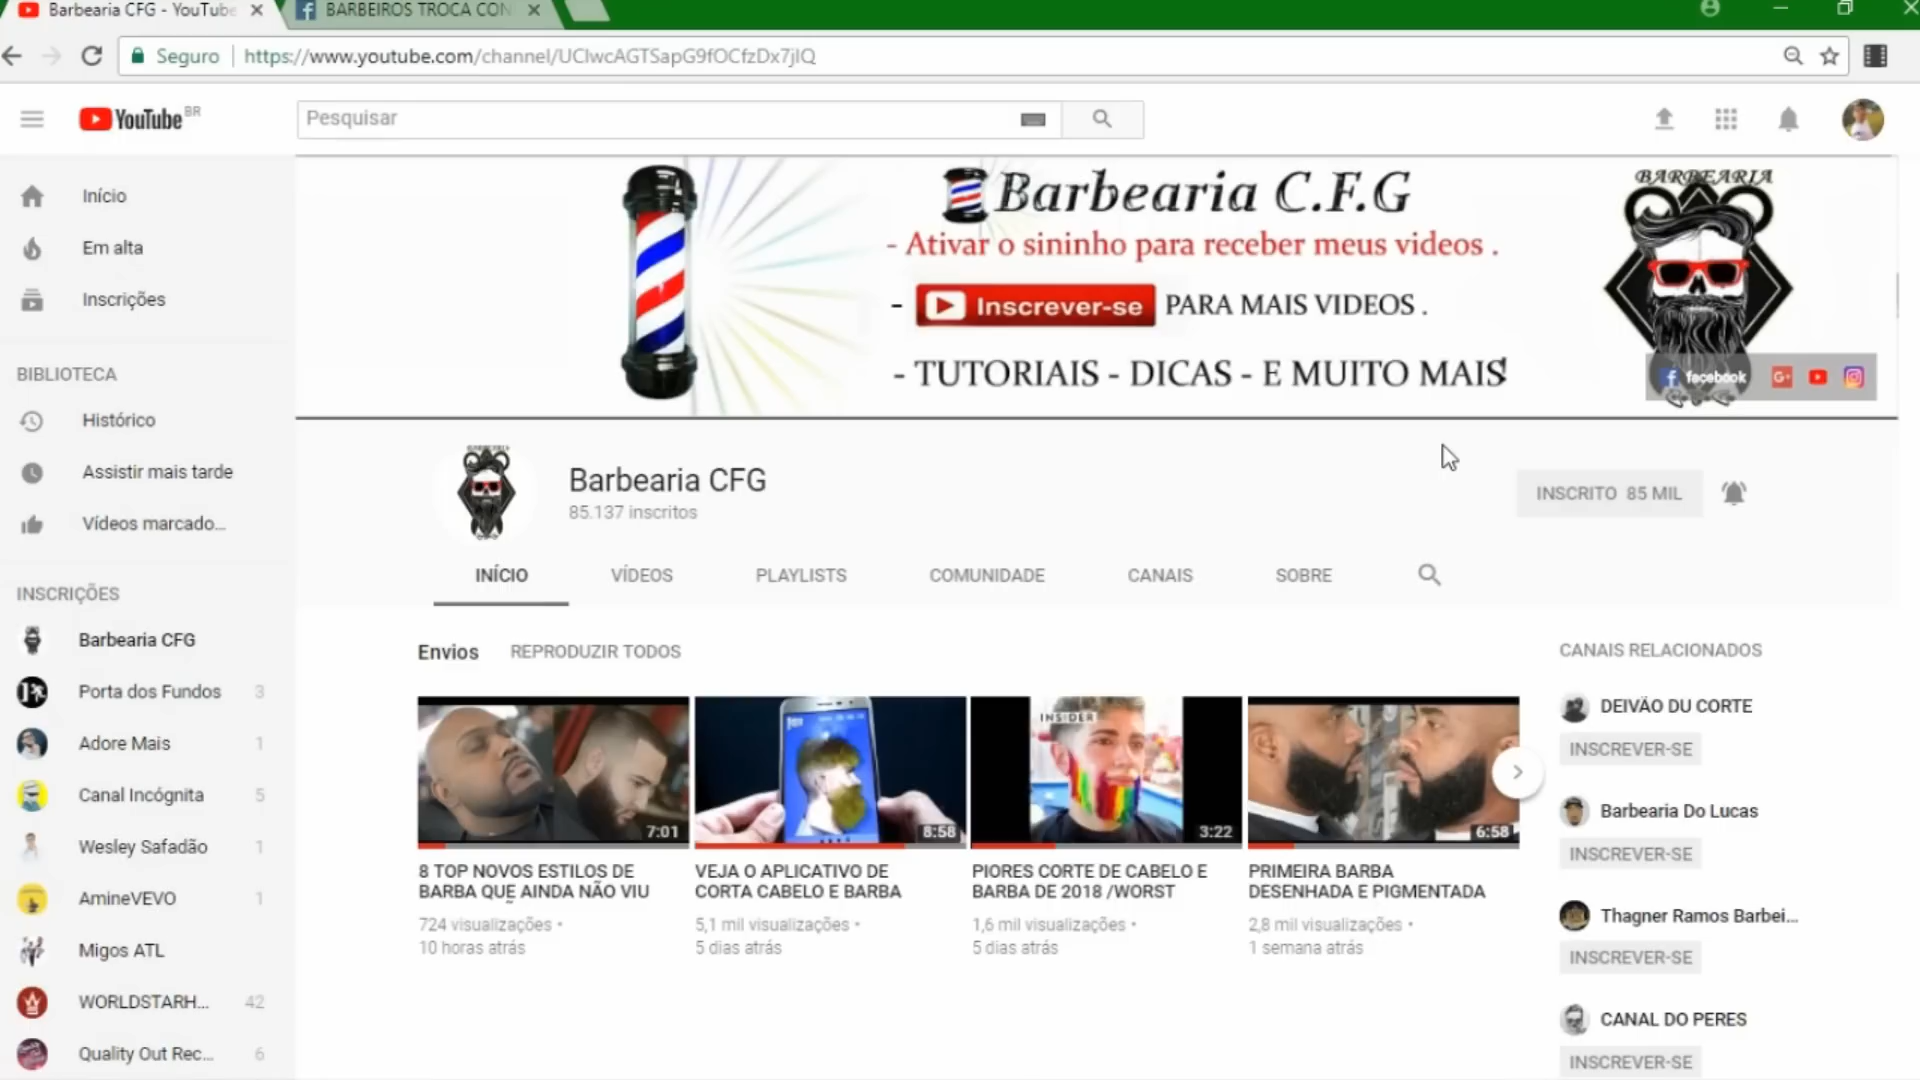 Barbearia CFG - YouTube
BARBEIROS TROCA CON
Seguro
https://www.youtube.com/channel/UClwcAGTSapG9fOCfzDx7jlQ
YouTube BR
Pesquisar
Início
Em alta
Inscrições
BIBLIOTECA
Histórico
Assistir mais tarde
Vídeos marcado...
INSCRIÇÕES
Barbearia CFG
Porta dos Fundos 3
Adore Mais 1
Canal Incógnita 5
Wesley Safadão 1
AmineVEVO 1
Migos ATL
WORLDSTARH... 42
Quality Out Rec... 6
Barbearia C.F.G
- Ativar o sininho para receber meus videos .
- Inscrever-se PARA MAIS VIDEOS .
- TUTORIAIS - DICAS - E MUITO MAIS!
BARBEARIA
facebook
Barbearia CFG
85.137 inscritos
INSCRITO 85 MIL
INÍCIO
VÍDEOS
PLAYLISTS
COMUNIDADE
CANAIS
SOBRE
Envios
REPRODUZIR TODOS
7:01
8 TOP NOVOS ESTILOS DE
BARBA QUE AINDA NÃO VIU
724 visualizações •
10 horas atrás
8:58
VEJA O APLICATIVO DE
CORTA CABELO E BARBA
5,1 mil visualizações •
5 dias atrás
INSIDER
3:22
PIORES CORTE DE CABELO E
BARBA DE 2018 /WORST
1,6 mil visualizações •
5 dias atrás
6:58
PRIMEIRA BARBA
DESENHADA E PIGMENTADA
2,8 mil visualizações •
1 semana atrás
CANAIS RELACIONADOS
DEIVÃO DU CORTE
INSCREVER-SE
Barbearia Do Lucas
INSCREVER-SE
Thagner Ramos Barbei...
INSCREVER-SE
CANAL DO PERES
INSCREVER-SE